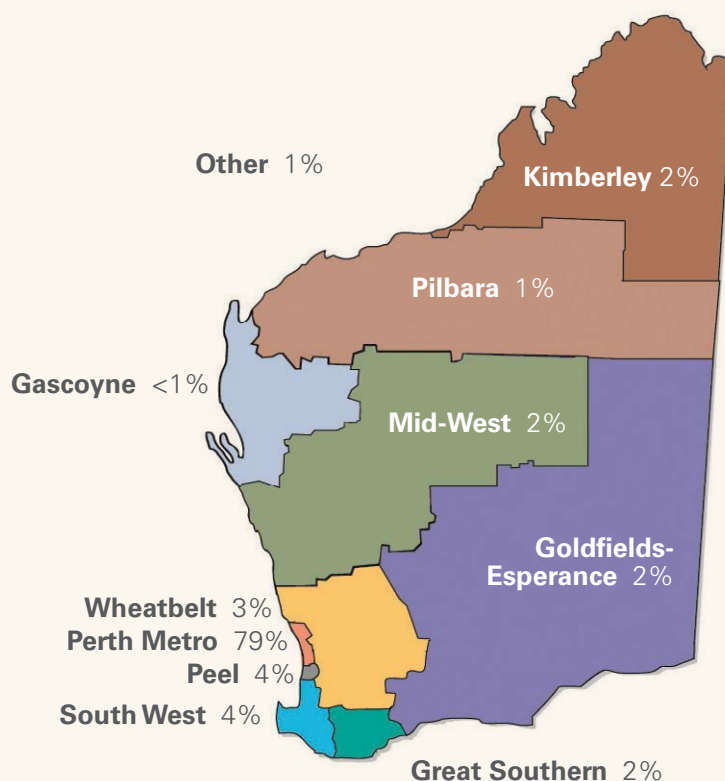 Other 1%
Kimberley 2%
Pilbara 1%
Gascoyne <1%
Mid-West 2%
Goldfields-
Esperance 2%
Wheatbelt 3%
Perth Metro 79%
Peel 4%
South West 4%
Great Southern 2%